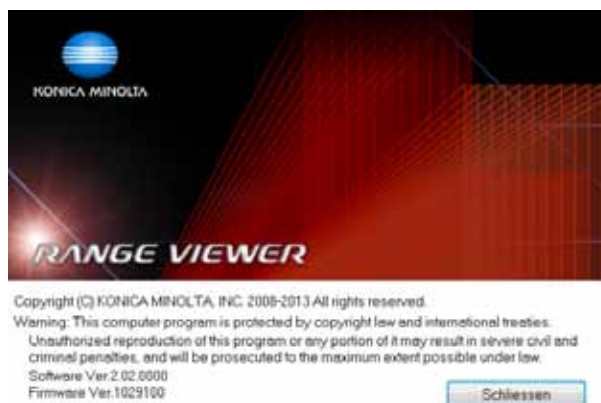 KONICA MINOLTA
RANGE VIEWER
Copyright (C) KONICA MINOLTA, INC. 2008-2013 All rights reserved.
Warning: This computer program is protected by copyright law and international treaties.
Unauthorized reproduction of this program or any portion of it may result in severe civil and
criminal penalties, and will be prosecuted to the maximum extent possible under law.
Software Ver.2.02.0000
Firmware Ver.1029100
Schliessen